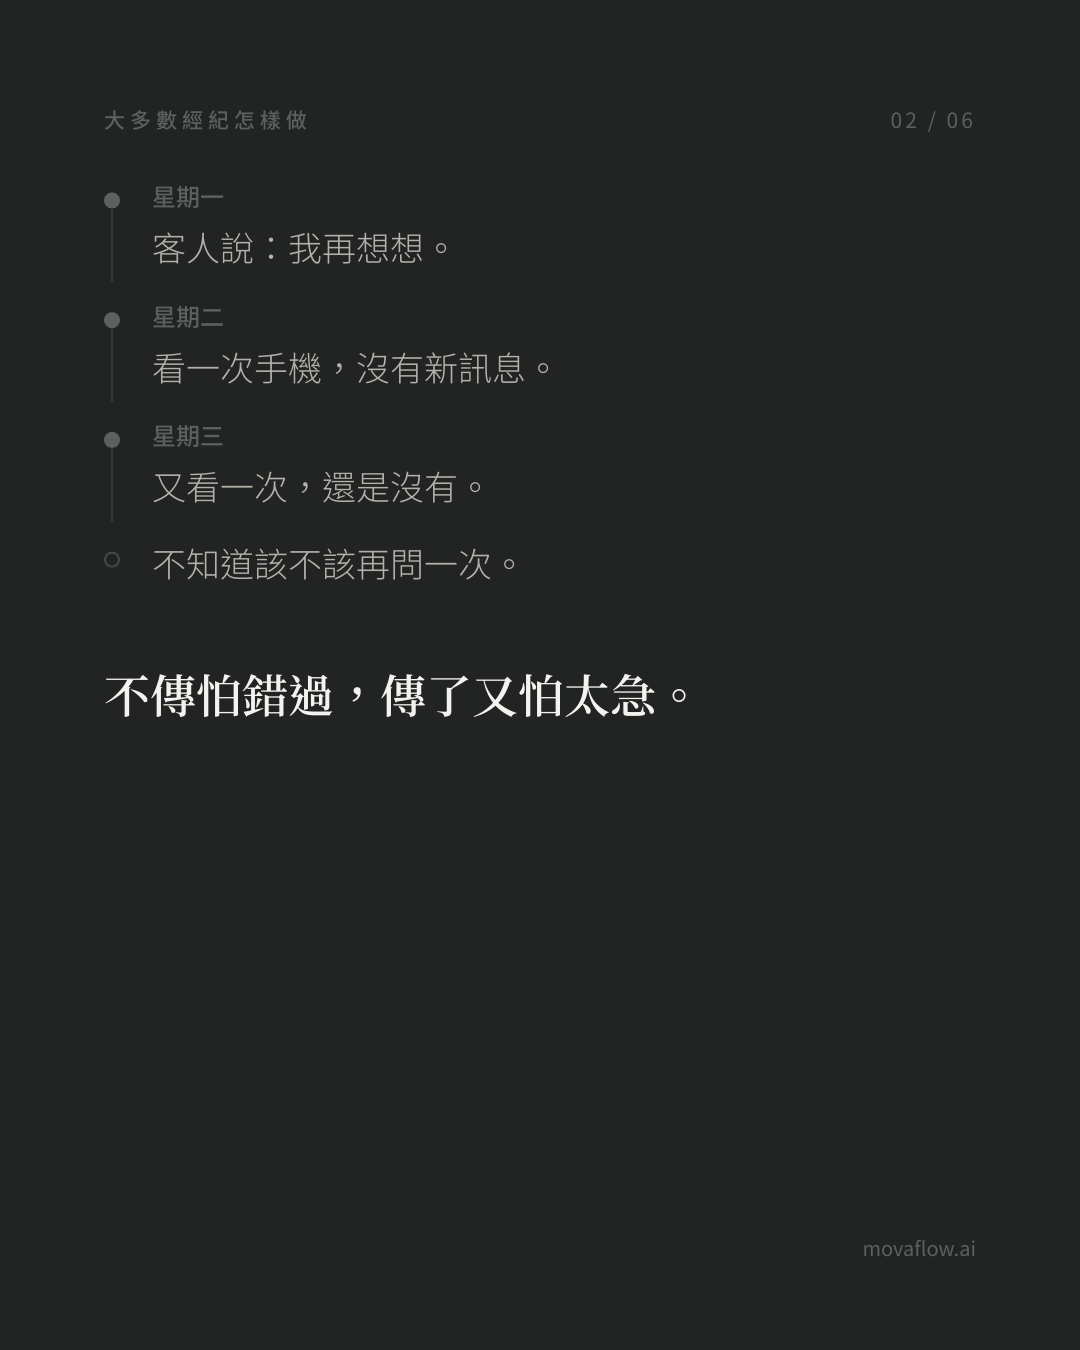 大多數經紀怎樣做
02 / 06
星期一
客人說：我再想想。
星期二
看一次手機，沒有新訊息。
星期三
又看一次，還是沒有。
不知道該不該再問一次。
不傳怕錯過，傳了又怕太急。
movaflow.ai